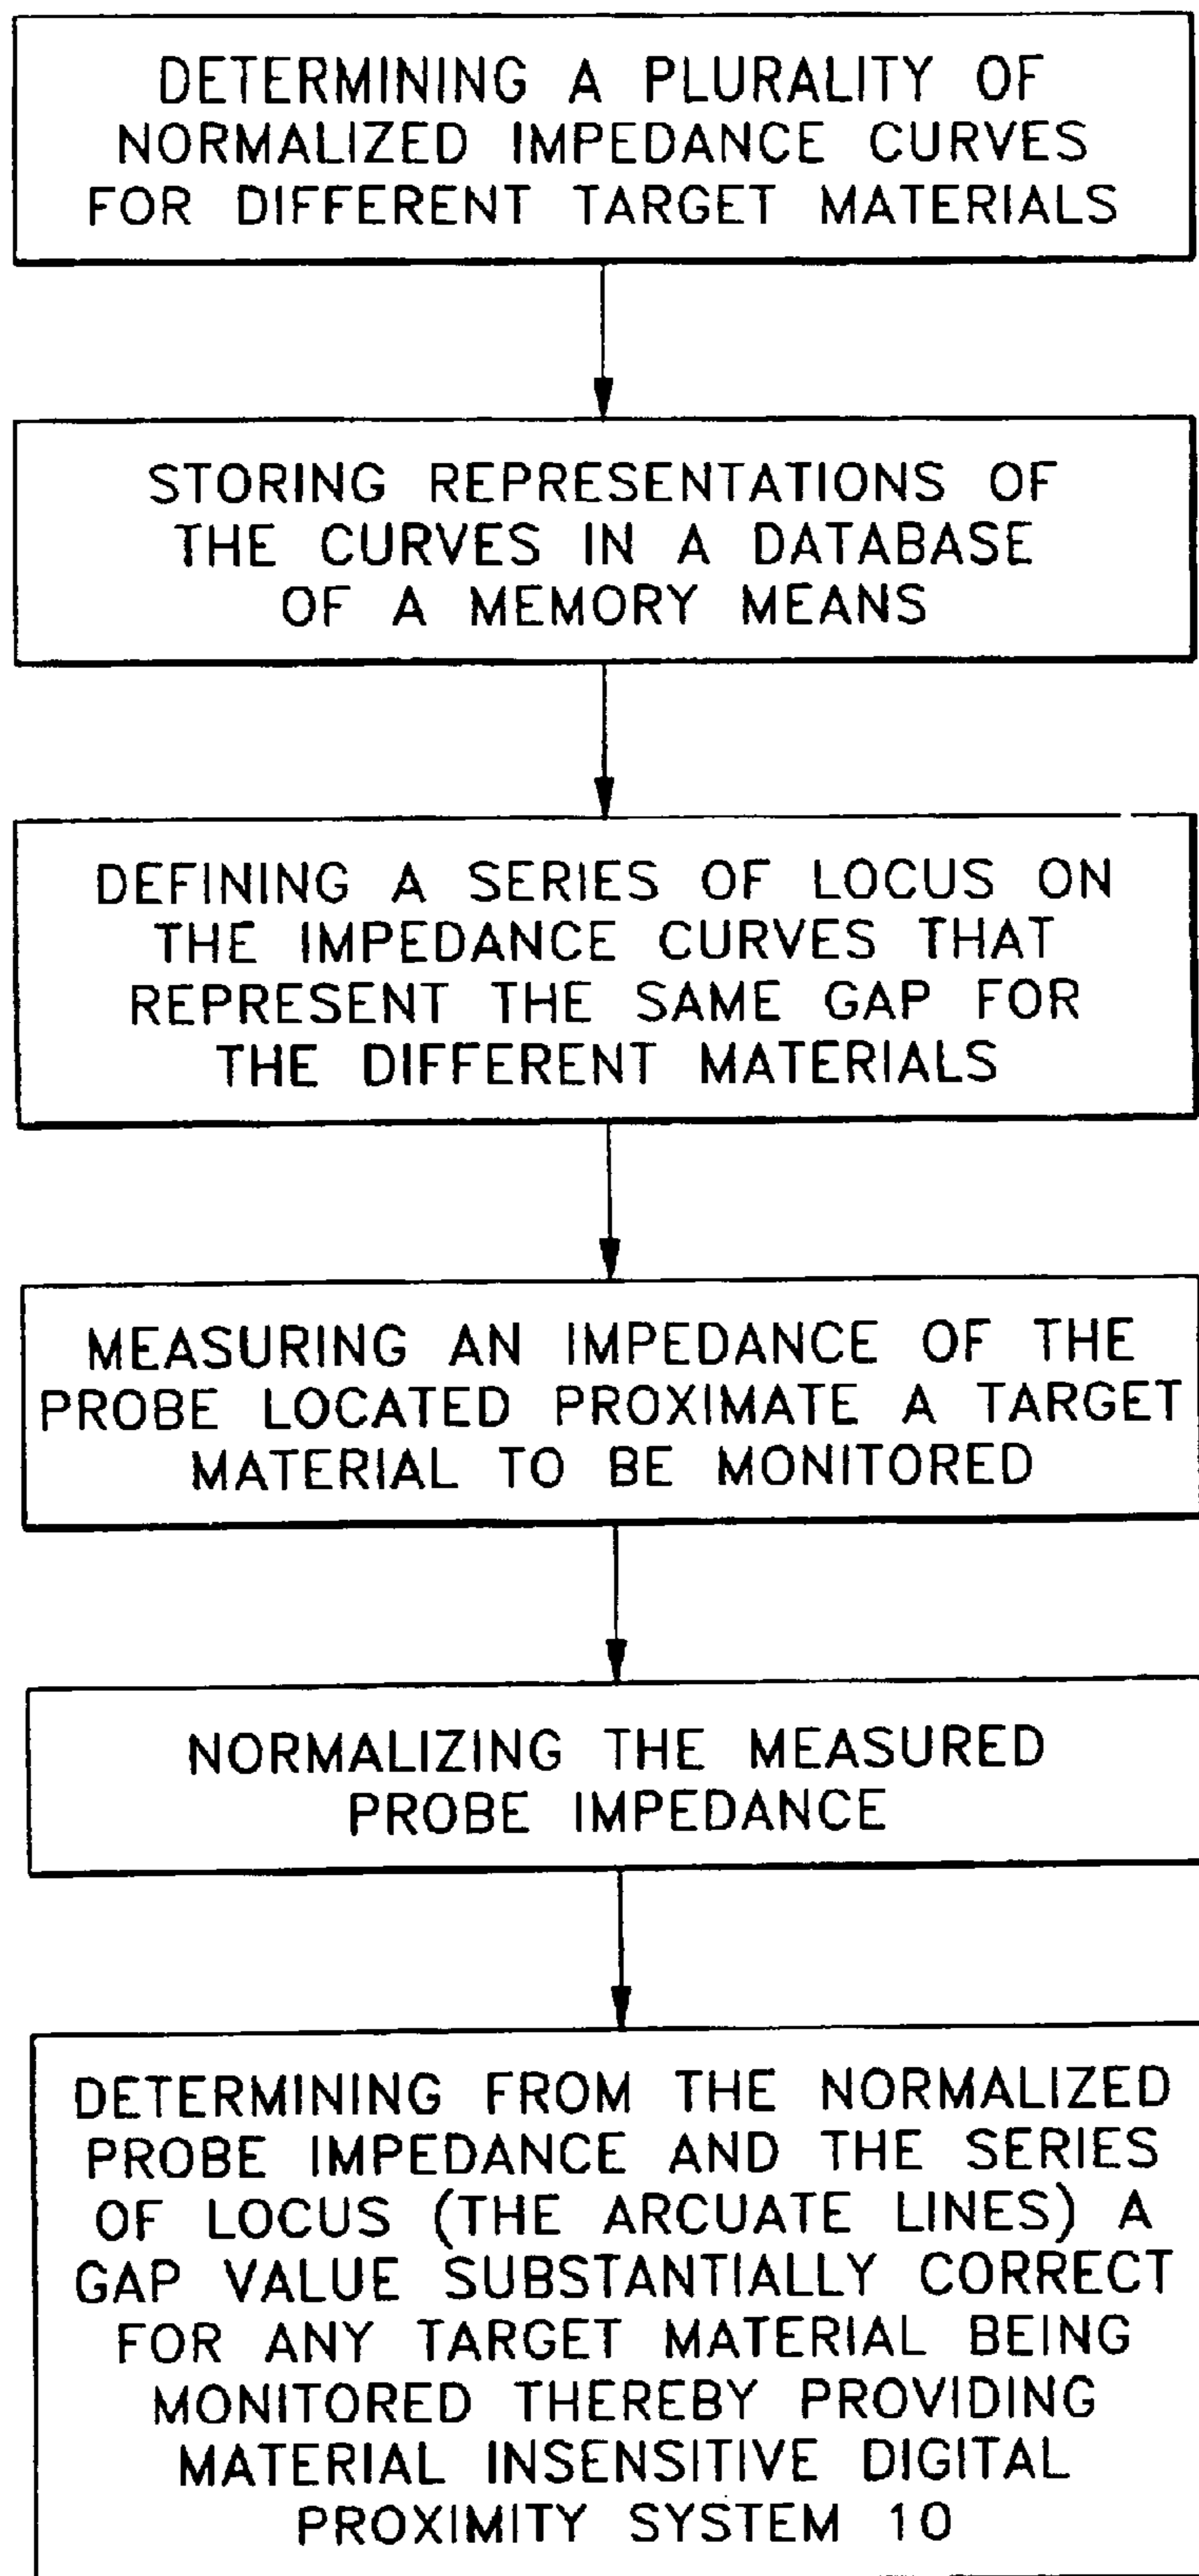 DETERMINING A PLURALITY OF
NORMALIZED IMPEDANCE CURVES
FOR DIFFERENT TARGET MATERIALS
STORING REPRESENTATIONS OF
THE CURVES IN A DATABASE
OF A MEMORY MEANS
DEFINING A SERIES OF LOCUS ON
THE IMPEDANCE CURVES THAT
REPRESENT THE SAME GAP FOR
THE DIFFERENT MATERIALS
MEASURING AN IMPEDANCE OF THE
PROBE LOCATED PROXIMATE A TARGET
MATERIAL TO BE MONITORED
NORMALIZING THE MEASURED
PROBE IMPEDANCE
DETERMINING FROM THE NORMALIZED
PROBE IMPEDANCE AND THE SERIES
OF LOCUS (THE ARCUATE LINES) A
GAP VALUE SUBSTANTIALLY CORRECT
FOR ANY TARGET MATERIAL BEING
MONITORED THEREBY PROVIDING
MATERIAL INSENSITIVE DIGITAL
PROXIMITY SYSTEM 10